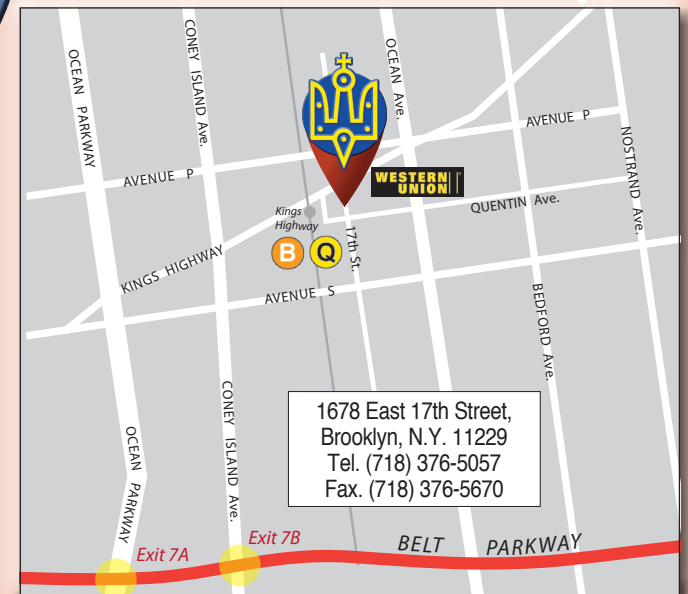 OCEAN PARKWAY
CONEY ISLAND Ave.
OCEAN Ave.
AVENUE P
AVENUE P
NOSTRAND Ave.
WESTERN
UNION
QUENTIN Ave.
Kings
Highway
B Q
17th St.
KINGS HIGHWAY
AVENUE S
BEDFORD Ave.
CONEY ISLAND Ave.
OCEAN PARKWAY
1678 East 17th Street,
Brooklyn, N.Y. 11229
Tel. (718) 376-5057
Fax. (718) 376-5670
Exit 7A
Exit 7B
BELT PARKWAY